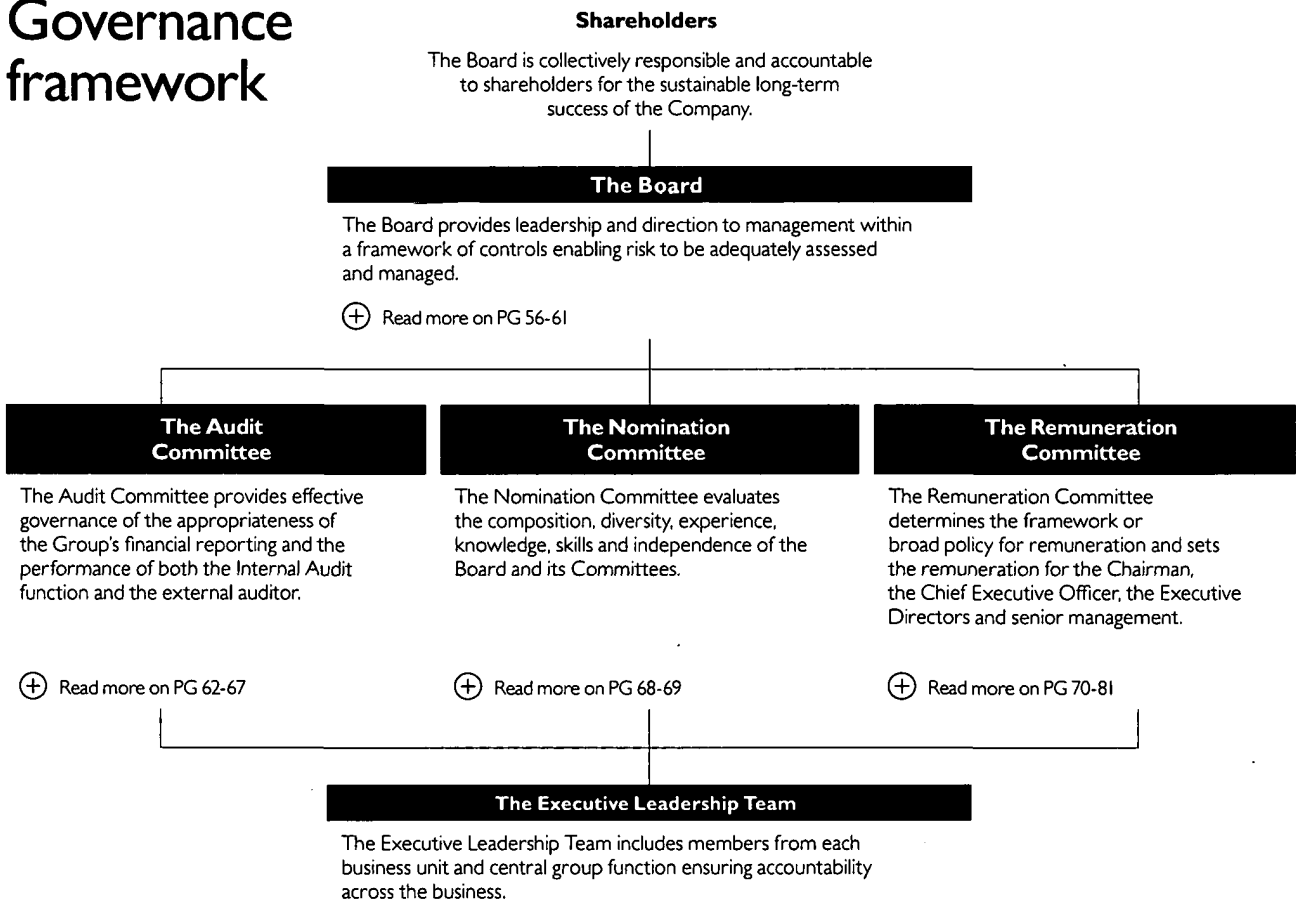 Governance
framework
Shareholders
The Board is collectively responsible and accountable
to shareholders for the sustainable long-term
success of the Company.
The Board
The Board provides leadership and direction to management within
a framework of controls enabling risk to be adequately assessed
and managed.
Read more on PG 56-61
The Audit
Committee
The Audit Committee provides effective
governance of the appropriateness of
the Group's financial reporting and the
performance of both the Internal Audit
function and the external auditor.
Read more on PG 62-67
The Nomination
Committee
The Nomination Committee evaluates
the composition, diversity, experience,
knowledge, skills and independence of the
Board and its Committees.
Read more on PG 68-69
The Remuneration
Committee
The Remuneration Committee
determines the framework or
broad policy for remuneration and sets
the remuneration for the Chairman,
the Chief Executive Officer, the Executive
Directors and senior management.
Read more on PG 70-81
The Executive Leadership Team
The Executive Leadership Team includes members from each
business unit and central group function ensuring accountability
across the business.